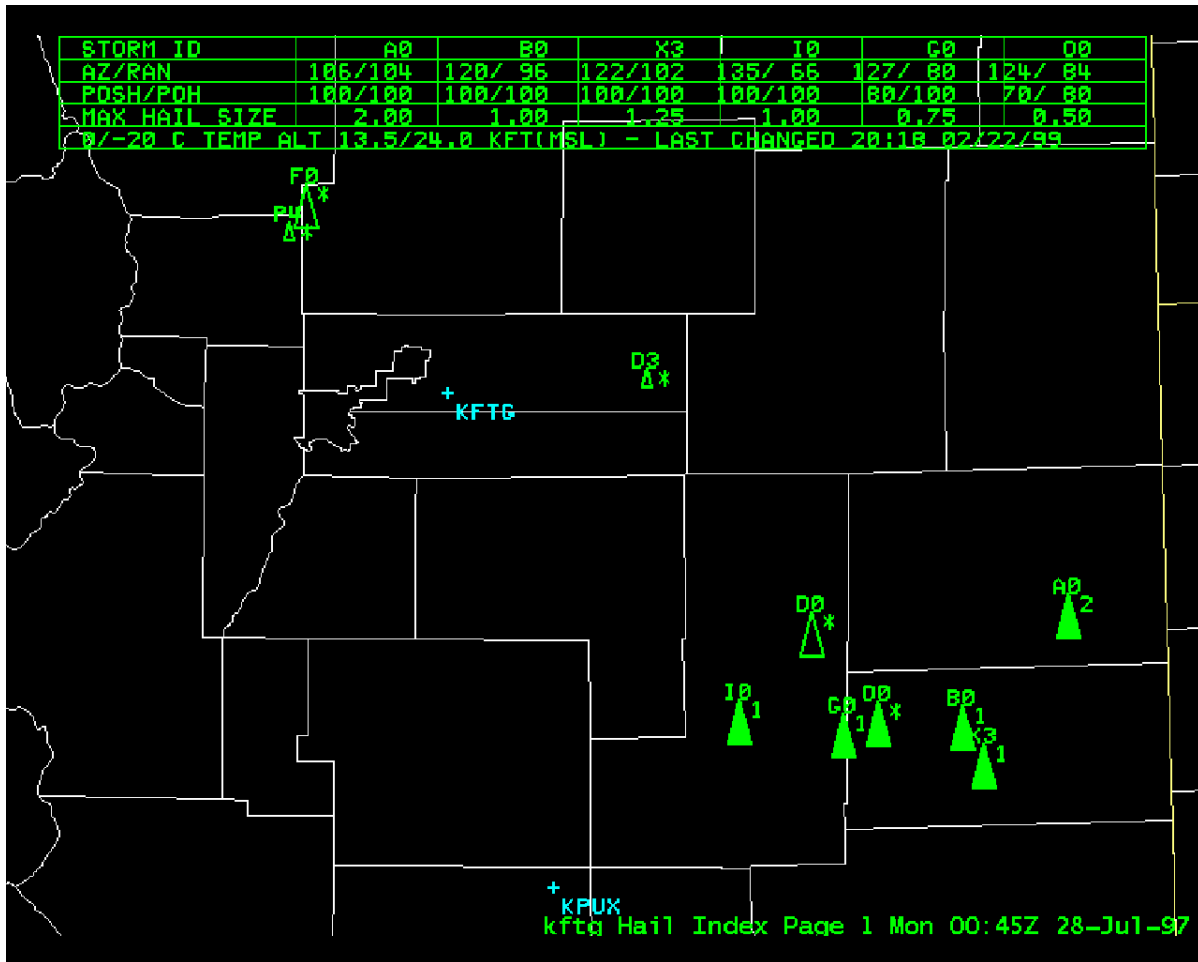 STORM ID A0 B0 X3 I0 G0 O0
AZ/RAN 106/104 120/ 96 122/102 135/ 66 127/ 80 124/ 84
POSH/POH 100/100 100/100 100/100 100/100 80/100 70/ 80
MAX HAIL SIZE 2.00 1.00 1.25 1.00 0.75 0.50
0/-20 C TEMP ALT 13.5/24.0 KFT(MSL) - LAST CHANGED 20:18 02/22/99
F0
*
P4
*
D3
*
+
KFTG
A0
2
D0
*
I0
1
G0
1
O0
*
B0
1
X3
1
+
KPUX
kftg Hail Index Page 1 Mon 00:45Z 28-Jul-97